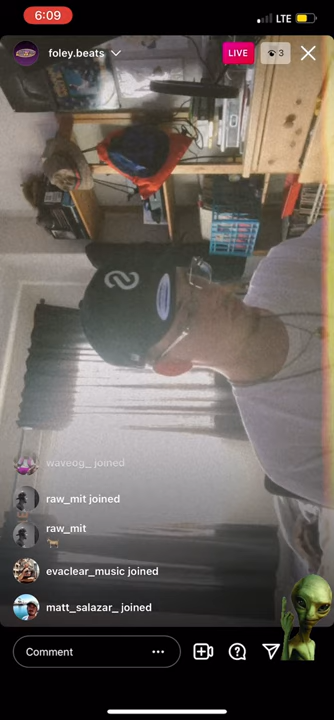 6:09
LTE
foley.beats
LIVE
3
waveog_ joined
raw_mit joined
raw_mit
evaclear_music joined
matt_salazar_ joined
Comment